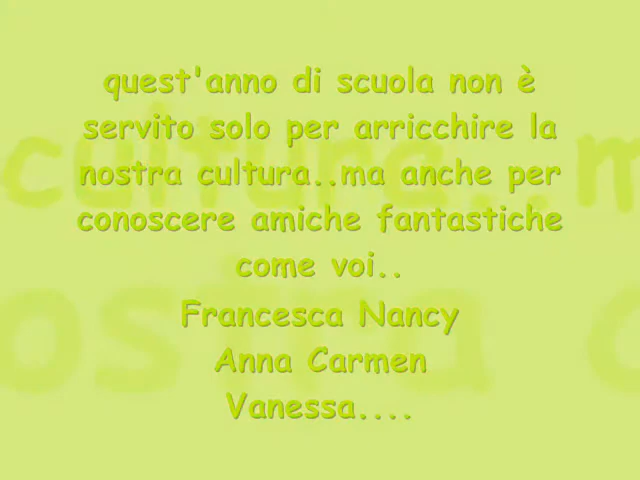 quest'anno di scuola non è
servito solo per arricchire la
nostra cultura..ma anche per
conoscere amiche fantastiche
come voi..
Francesca Nancy
Anna Carmen
Vanessa....